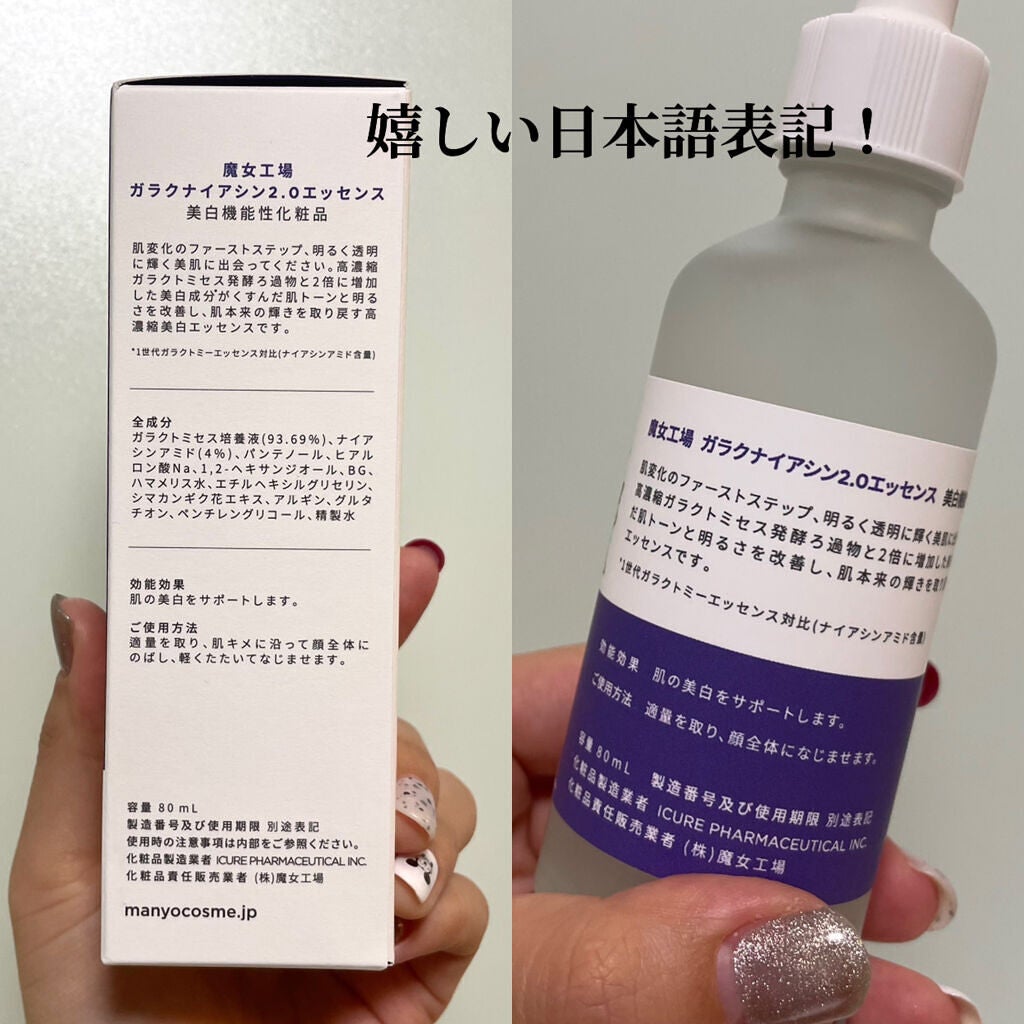 嬉しい日本語表記！
魔女工場
ガラクナイアシン2.0エッセンス
美白機能性化粧品
肌変化のファーストステップ、明るく透明
に輝く美肌に出会ってください。高濃縮
ガラクトミセス発酵ろ過物と2倍に増加
した美白成分*がくすんだ肌トーンと明る
さを改善し、肌本来の輝きを取り戻す高
濃縮美白エッセンスです。
*1世代ガラクトミーエッセンス対比(ナイアシンアミド含量)
全成分
ガラクトミセス培養液(93.69%)、ナイア
シンアミド(4%)、パンテノール、ヒアル
ロン酸Na、1,2-ヘキサンジオール、BG、
ハマメリス水、エチルヘキシルグリセリン、
シマカンギク花エキス、アルギン、グルタ
チオン、ペンチレングリコール、精製水
効能効果
肌の美白をサポートします。
ご使用方法
適量を取り、肌キメに沿って顔全体に
のばし、軽くたたいてなじませます。
容量 80 mL
製造番号及び使用期限 別途表記
使用時の注意事項は内部をご参照ください。
化粧品製造業者 ICURE PHARMACEUTICAL INC.
化粧品責任販売業者 (株)魔女工場
manyocosme.jp
魔女工場 ガラクナイアシン2.0エッセンス 美白機
肌変化のファーストステップ、明るく透明に輝く美肌に
高濃縮ガラクトミセス発酵ろ過物と2倍に増加した
だ肌トーンと明るさを改善し、肌本来の輝きを取り
エッセンスです。
*1世代ガラクトミーエッセンス対比(ナイアシンアミド含量)
効能効果 肌の美白をサポートします。
ご使用方法 適量を取り、顔全体になじませます。
容量 80mL 製造番号及び使用期限 別途表記
化粧品製造業者 ICURE PHARMACEUTICAL INC.
化粧品責任販売業者 (株)魔女工場